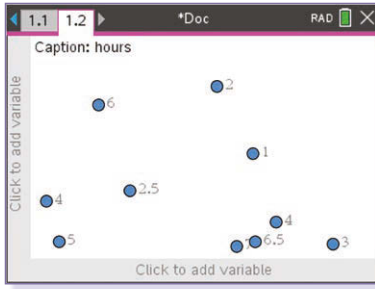 1.1 1.2 *Doc RAD
Caption: hours
Click to add variable
2
6
1
2.5
4
4
5
7 6.5 3
Click to add variable